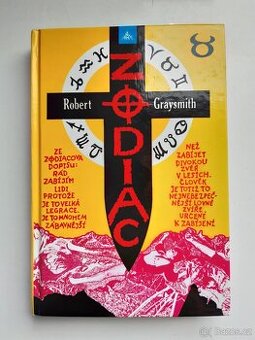 Robert Graysmith
ZODIAC
ZE
ZODIACOVA
DOPISU:
RÁD
ZABÍJÍM
LIDI
PROTOŽE
JE TO VELKÁ
LEGRACE.
JE TO MNOHEM
ZÁBAVNĚJŠÍ
NEŽ
ZABÍJET
DIVOKOU
ZVĚŘ
V LESÍCH.
ČLOVĚK
JE TOTIŽ TO
NEJNEBEZPEČ-
NĚJŠÍ LOVNÉ
ZVÍŘE,
URČENÉ
K ZABÍJENÍ